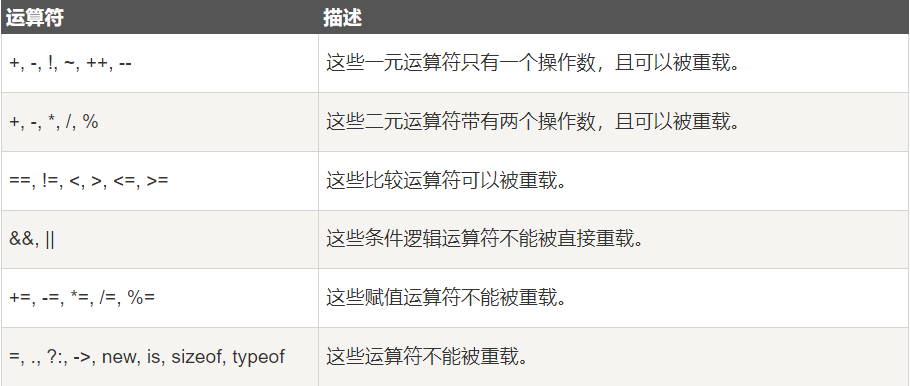 运算符 描述
+, -, !, ~, ++, -- 这些一元运算符只有一个操作数，且可以被重载。
+, -, *, /, % 这些二元运算符带有两个操作数，且可以被重载。
==, !=, <, >, <=, >= 这些比较运算符可以被重载。
&&, || 这些条件逻辑运算符不能被直接重载。
+=, -=, *=, /=, %= 这些赋值运算符不能被重载。
=, ., ?:, ->, new, is, sizeof, typeof 这些运算符不能被重载。